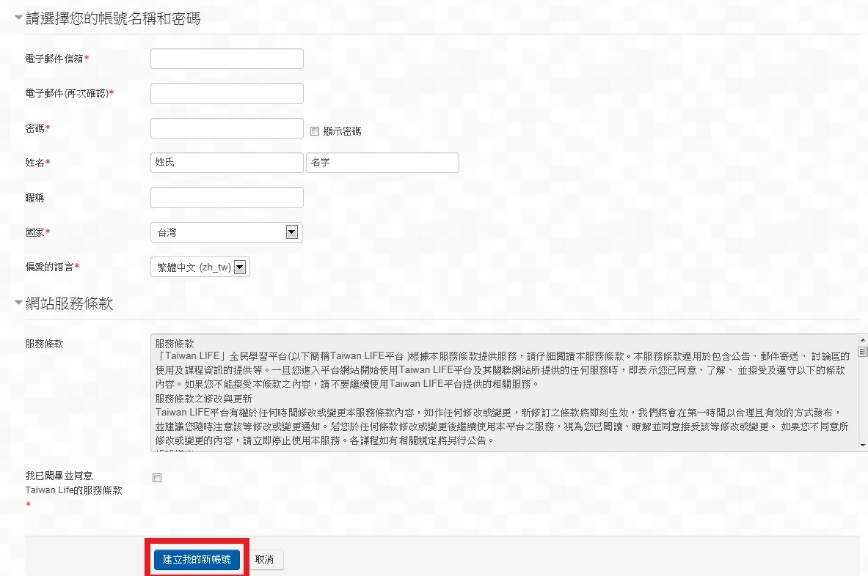 請選擇您的帳號名稱和密碼
電子郵件信箱*
電子郵件(再次確認)*
密碼* 顯示密碼
姓名* 姓氏 名字
暱稱
國家* 台灣
偏愛的語言* 繁體中文 (zh_tw)
網站服務條款
服務條款
服務條款
「Taiwan LIFE」全民學習平台(以下簡稱Taiwan LIFE平台 )根據本服務條款提供服務，請仔細閱讀本服務條款。本服務條款適用於包含公告、郵件寄送、 討論區的
使用及課程資訊的提供等。一旦您進入平台網站開始使用Taiwan LIFE平台及其關聯網站所提供的任何服務時，即表示您已同意、了解、 並接受及遵守以下的條款
內容。如果您不能接受本條款之內容，請不要繼續使用Taiwan LIFE平台提供的相關服務。
服務條款之修改與更新
Taiwan LIFE平台有權於任何時間修改或變更本服務條款內容，如作任何修改或變更，新修訂之條款將即刻生效，我們將會在第一時間以合理且有效的方式發布，
並建議您隨時注意該等修改或變更通知。若您於任何條款修改或變更後繼續使用本平台之服務，視為您已閱讀、瞭解並同意接受該等修改或變更。 如果您不同意所
修改或變更的內容，請立即停止使用本服務。各課程如有相關規定將另行公告。
我已閱畢並同意
Taiwan Life的服務條款
*
建立我的新帳號 取消